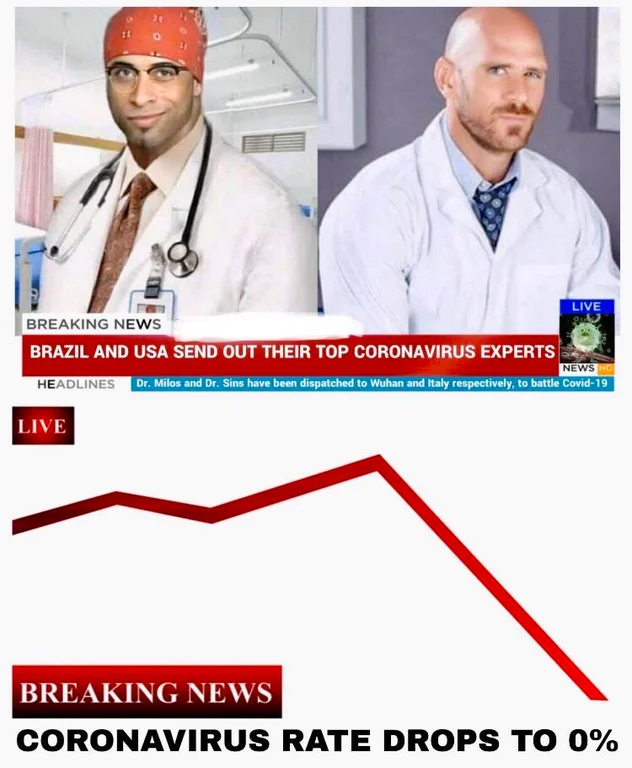 BREAKING NEWS
LIVE
BRAZIL AND USA SEND OUT THEIR TOP CORONAVIRUS EXPERTS
NEWS HD
HEADLINES Dr. Milos and Dr. Sins have been dispatched to Wuhan and Italy respectively, to battle Covid-19
LIVE
BREAKING NEWS
CORONAVIRUS RATE DROPS TO 0%